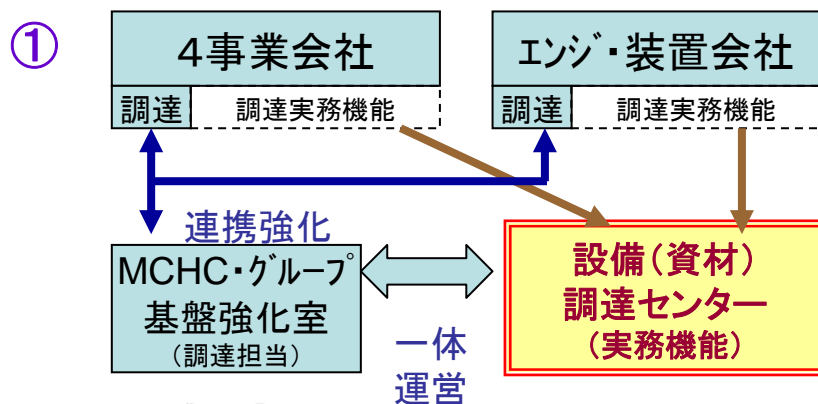 ①
4事業会社
エンジ・装置会社
調達
調達実務機能
調達
調達実務機能
連携強化
MCHC・グループ
基盤強化室
(調達担当)
一体
運営
設備(資材)
調達センター
(実務機能)